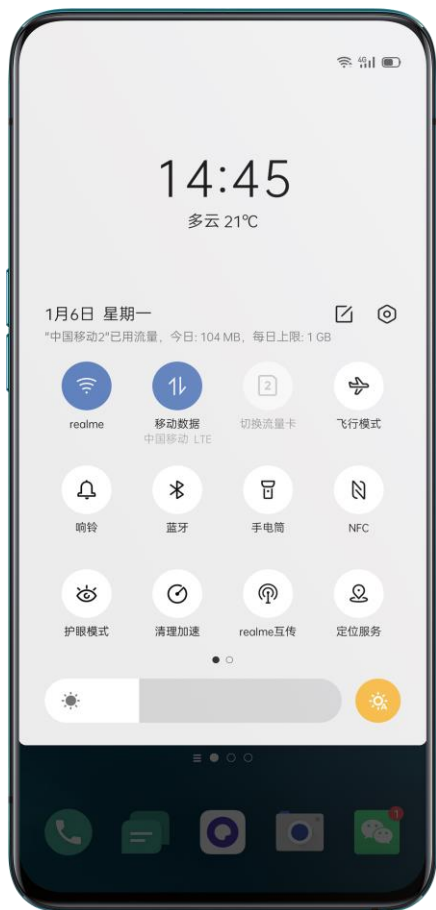 4G
14:45
多云 21℃
1月6日 星期一
"中国移动2"已用流量，今日: 104 MB，每日上限: 1 GB
realme 移动数据 切换流量卡 飞行模式
中国移动 LTE
响铃 蓝牙 手电筒 NFC
护眼模式 清理加速 realme互传 定位服务
A
1